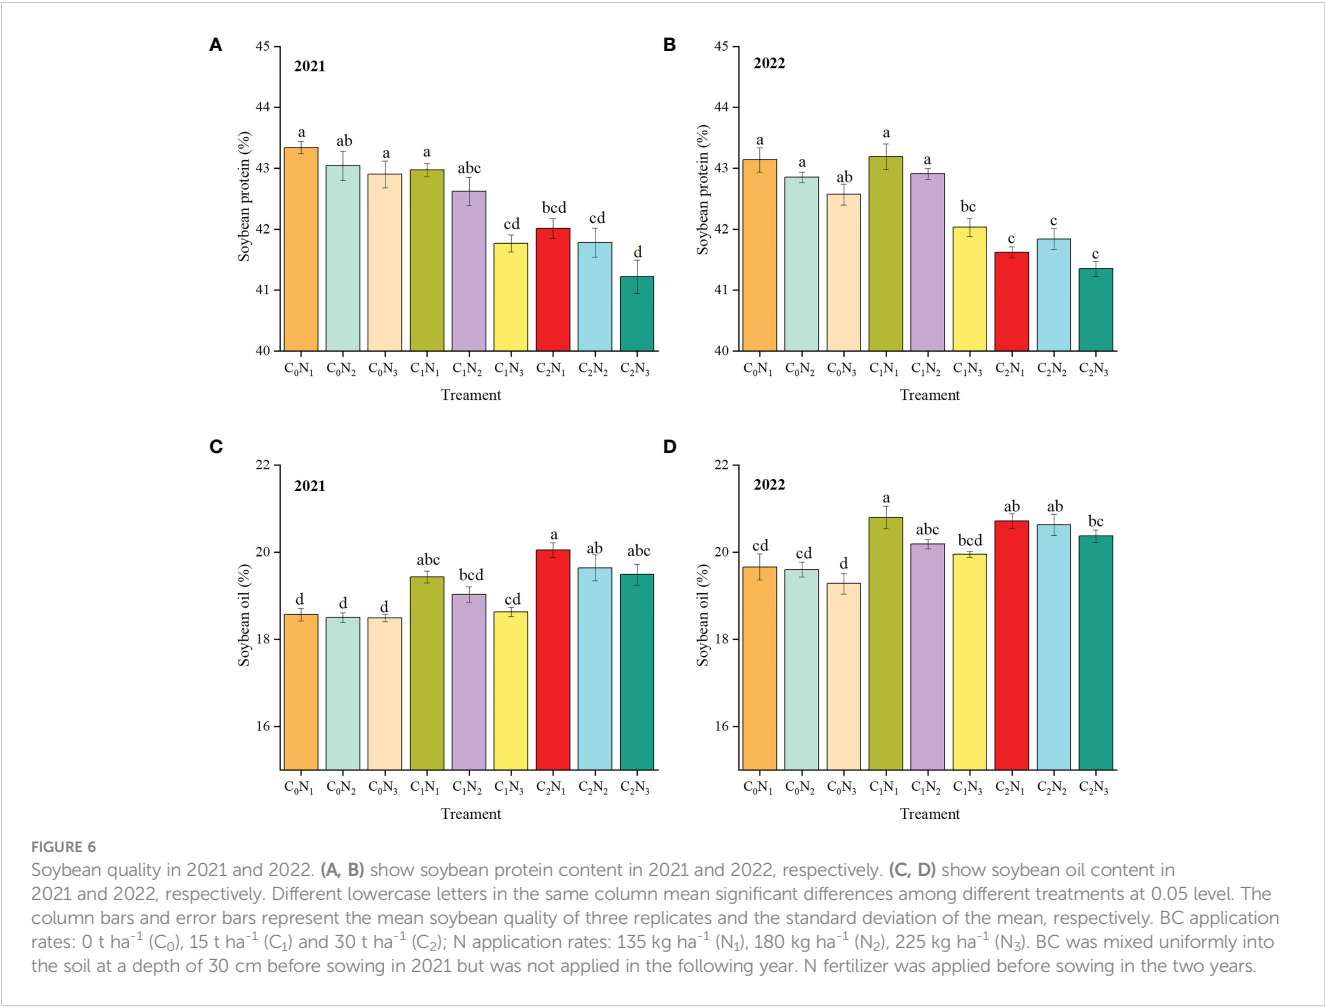 A
2021
45
44
43
42
41
40
Soybean protein (%)
a
ab
a
a
abc
cd
bcd
cd
d
C₀N₁ C₀N₂ C₀N₃ C₁N₁ C₁N₂ C₁N₃ C₂N₁ C₂N₂ C₂N₃
Treament
B
2022
45
44
43
42
41
40
Soybean protein (%)
a
a
ab
a
a
bc
c
c
c
C₀N₁ C₀N₂ C₀N₃ C₁N₁ C₁N₂ C₁N₃ C₂N₁ C₂N₂ C₂N₃
Treament
C
2021
22
20
18
16
Soybean oil (%)
d
d
d
abc
bcd
cd
a
ab
abc
C₀N₁ C₀N₂ C₀N₃ C₁N₁ C₁N₂ C₁N₃ C₂N₁ C₂N₂ C₂N₃
Treament
D
2022
22
20
18
16
Soybean oil (%)
cd
cd
d
a
abc
bcd
ab
ab
bc
C₀N₁ C₀N₂ C₀N₃ C₁N₁ C₁N₂ C₁N₃ C₂N₁ C₂N₂ C₂N₃
Treament
FIGURE 6
Soybean quality in 2021 and 2022. (A, B) show soybean protein content in 2021 and 2022, respectively. (C, D) show soybean oil content in
2021 and 2022, respectively. Different lowercase letters in the same column mean significant differences among different treatments at 0.05 level. The
column bars and error bars represent the mean soybean quality of three replicates and the standard deviation of the mean, respectively. BC application
rates: 0 t ha⁻¹ (C₀), 15 t ha⁻¹ (C₁) and 30 t ha⁻¹ (C₂); N application rates: 135 kg ha⁻¹ (N₁), 180 kg ha⁻¹ (N₂), 225 kg ha⁻¹ (N₃). BC was mixed uniformly into
the soil at a depth of 30 cm before sowing in 2021 but was not applied in the following year. N fertilizer was applied before sowing in the two years.